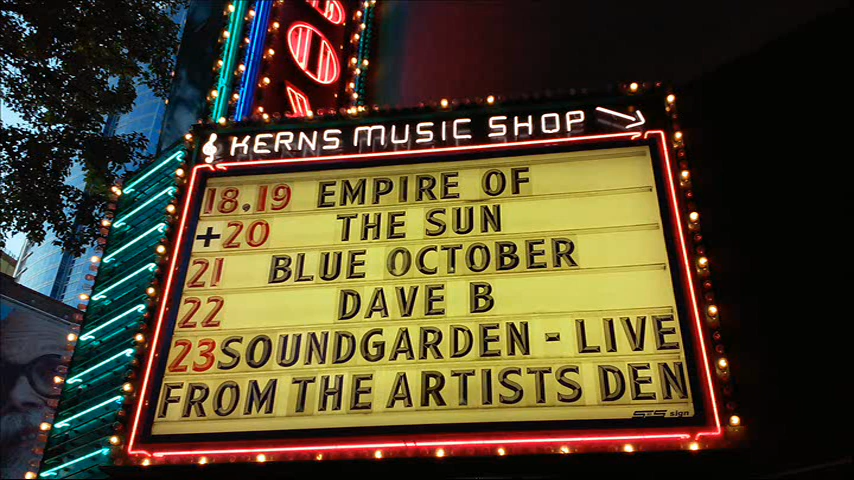 KERNS MUSIC SHOP
18.19 EMPIRE OF
+20 THE SUN
21 BLUE OCTOBER
22 DAVE B
23 SOUNDGARDEN - LIVE
FROM THE ARTISTS DEN
S&S sign